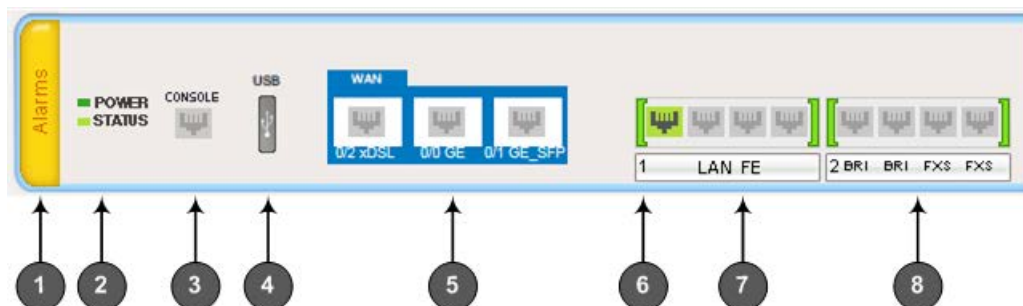 Alarms
POWER
STATUS
CONSOLE
USB
WAN
0/2 xDSL 0/0 GE 0/1 GE_SFP
1 LAN FE
2 BRI BRI FXS FXS
1 2 3 4 5 6 7 8